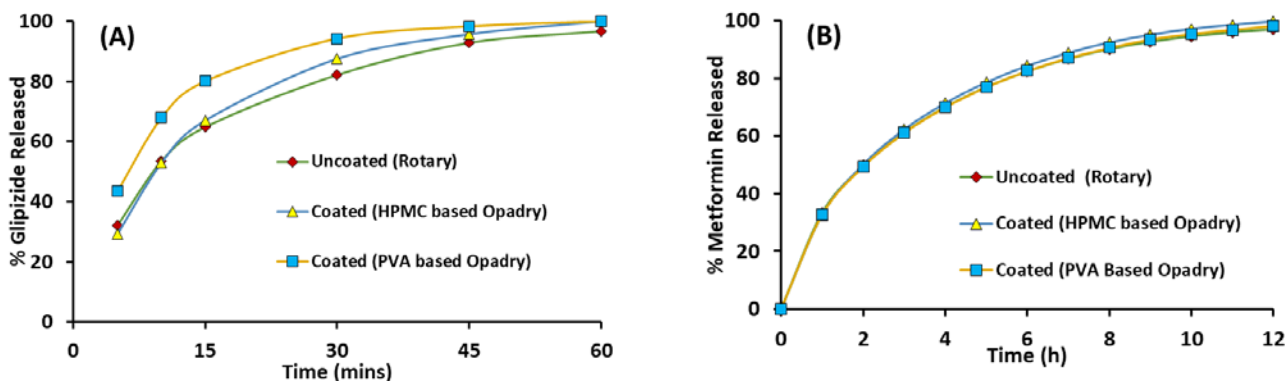 (A)
% Glipizide Released
100
80
60
40
20
0
0 15 30 45 60
Time (mins)
Uncoated (Rotary)
Coated (HPMC based Opadry)
Coated (PVA based Opadry)
(B)
% Metformin Released
100
80
60
40
20
0
0 2 4 6 8 10 12
Time (h)
Uncoated (Rotary)
Coated (HPMC based Opadry)
Coated (PVA Based Opadry)